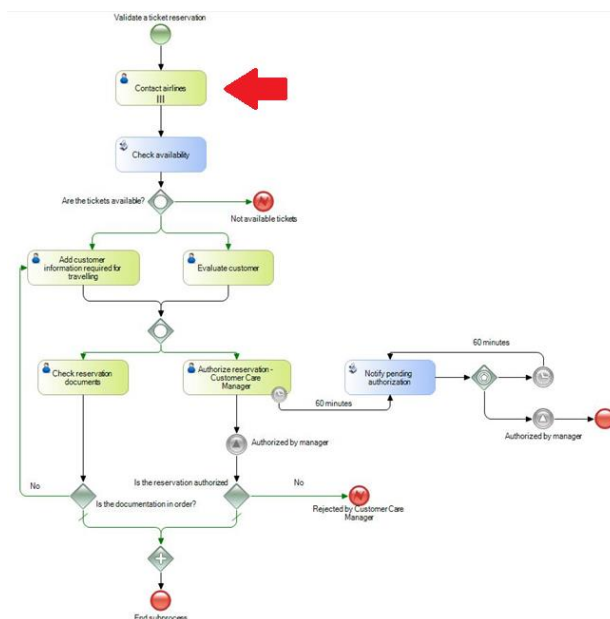 Validate a ticket reservation
Contact airlines
Check availability
Are the tickets available?
Not available tickets
Add customer
information required for
travelling
Evaluate customer
60 minutes
Check reservation
documents
Authorize reservation -
Customer Care
Manager
Notify pending
authorization
60 minutes
Authorized by manager
Authorized by manager
Is the reservation authorized
No
No
Is the documentation in order?
Rejected by Customer Care
Manager
End subprocess